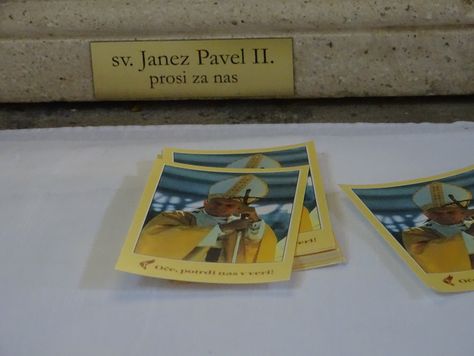 sv. Janez Pavel II.
prosi za nas
Oče, potrdi nas v veri!